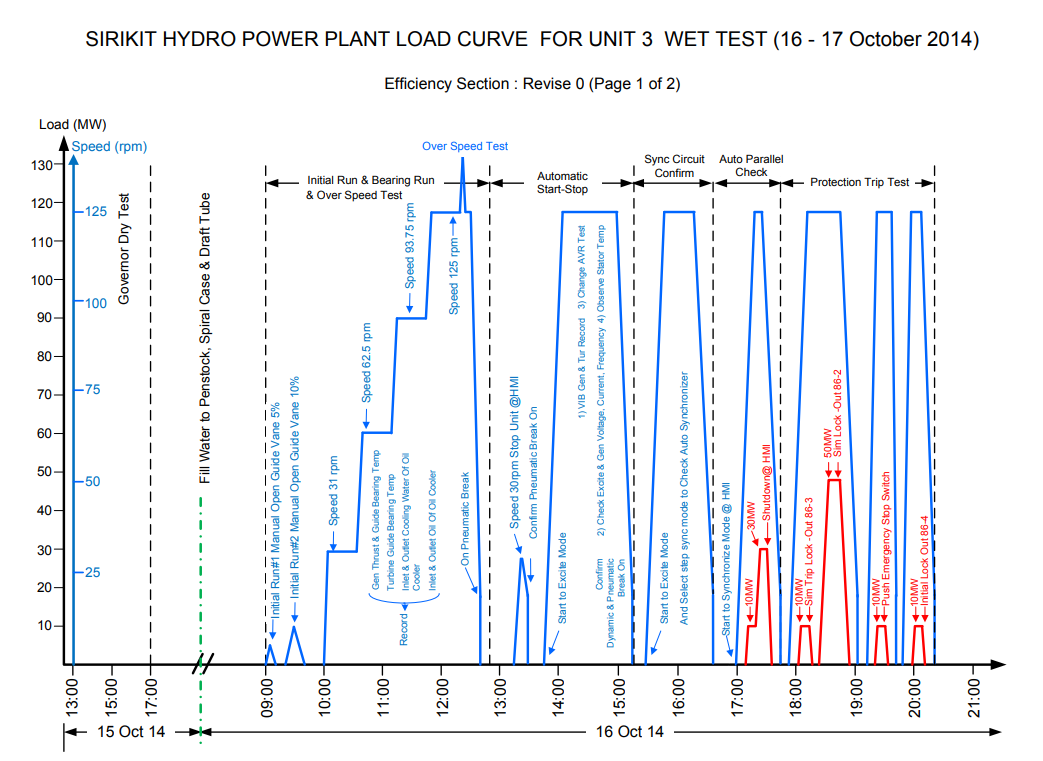 SIRIKIT HYDRO POWER PLANT LOAD CURVE FOR UNIT 3 WET TEST (16 - 17 October 2014)
Efficiency Section : Revise 0 (Page 1 of 2)
Load (MW)
Speed (rpm)
130
120
110
100
90
80
70
60
50
40
30
20
10
125
100
75
50
25
Governor Dry Test
Fill Water to Penstock, Spiral Case & Draft Tube
Initial Run & Bearing Run
& Over Speed Test
Over Speed Test
Automatic
Start-Stop
Sync Circuit
Confirm
Auto Parallel
Check
Protection Trip Test
Initial Run#1 Manual Open Guide Vane 5%
Initial Run#2 Manual Open Guide Vane 10%
Speed 31 rpm
Speed 62.5 rpm
Speed 93.75 rpm
Speed 125 rpm
Gen Thrust & Guide Bearing Temp
Turbine Guide Bearing Temp
Inlet & Outlet Cooling Water Of Oil
Cooler
Inlet & Outlet Oil Of Oil Cooler
Record
On Pneumatic Break
Speed 30rpm Stop Unit @HMI
Confirm Pneumatic Break On
Start to Excite Mode
1) VIB Gen & Tur Record 3) Change AVR Test
2) Check Excite & Gen Voltage, Current, Frequency 4) Observe Stator Temp
Confirm
Dynamic & Pneumatic
Break On
Start to Excite Mode
And Select step sync mode to Check Auto Synchronizer
Start to Synchronize Mode @ HMI
10MW
30MW
Shutdown@ HMI
10MW
Sim Trip Lock -Out 86-3
50MW
Sim Lock -Out 86-2
10MW
Push Emergency Stop Switch
10MW
Initial Lock Out 86-4
13:00
15:00
17:00
09:00
10:00
11:00
12:00
13:00
14:00
15:00
16:00
17:00
18:00
19:00
20:00
21:00
15 Oct 14
16 Oct 14